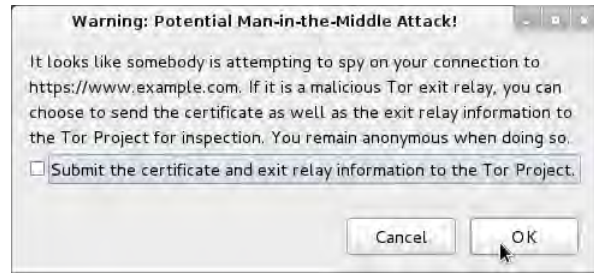 Warning: Potential Man-in-the-Middle Attack!
It looks like somebody is attempting to spy on your connection to
https://www.example.com. If it is a malicious Tor exit relay, you can
choose to send the certificate as well as the exit relay information to
the Tor Project for inspection. You remain anonymous when doing so.
Submit the certificate and exit relay information to the Tor Project.
Cancel OK